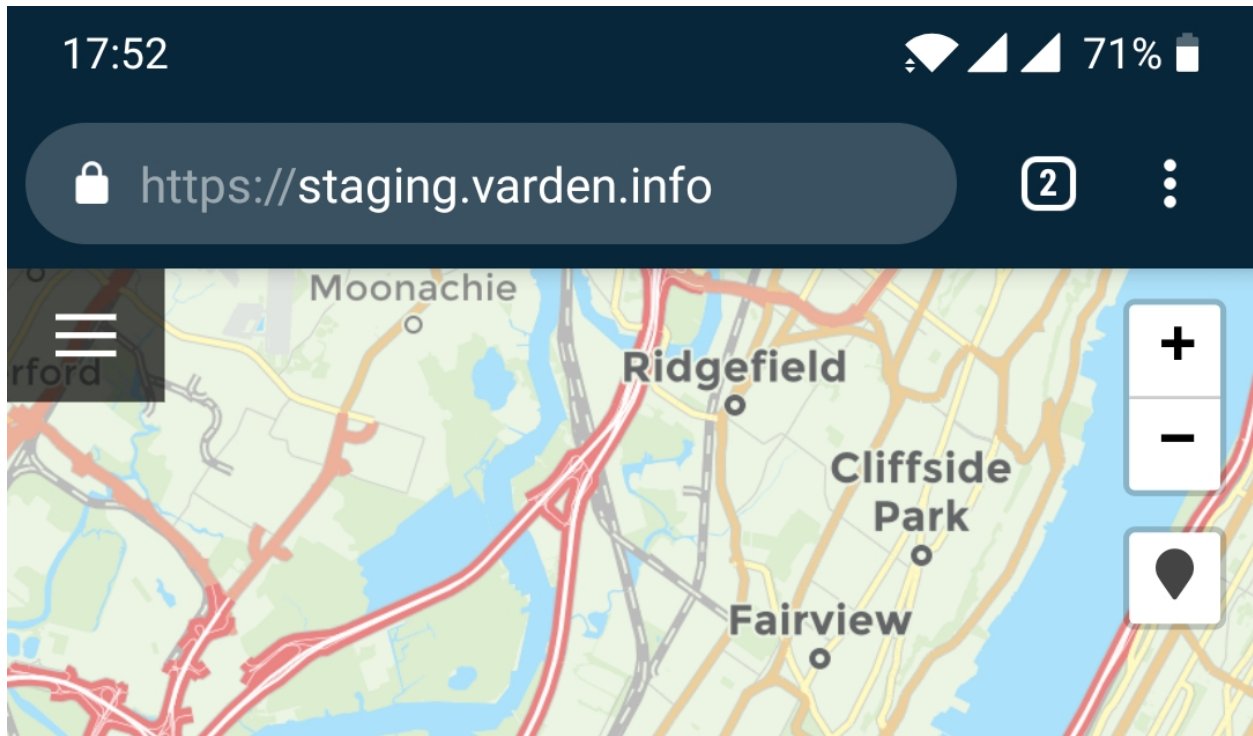 17:52
71%
https://staging.varden.info
2
Moonachie
rford
Ridgefield
+
−
Cliffside
Park
Fairview